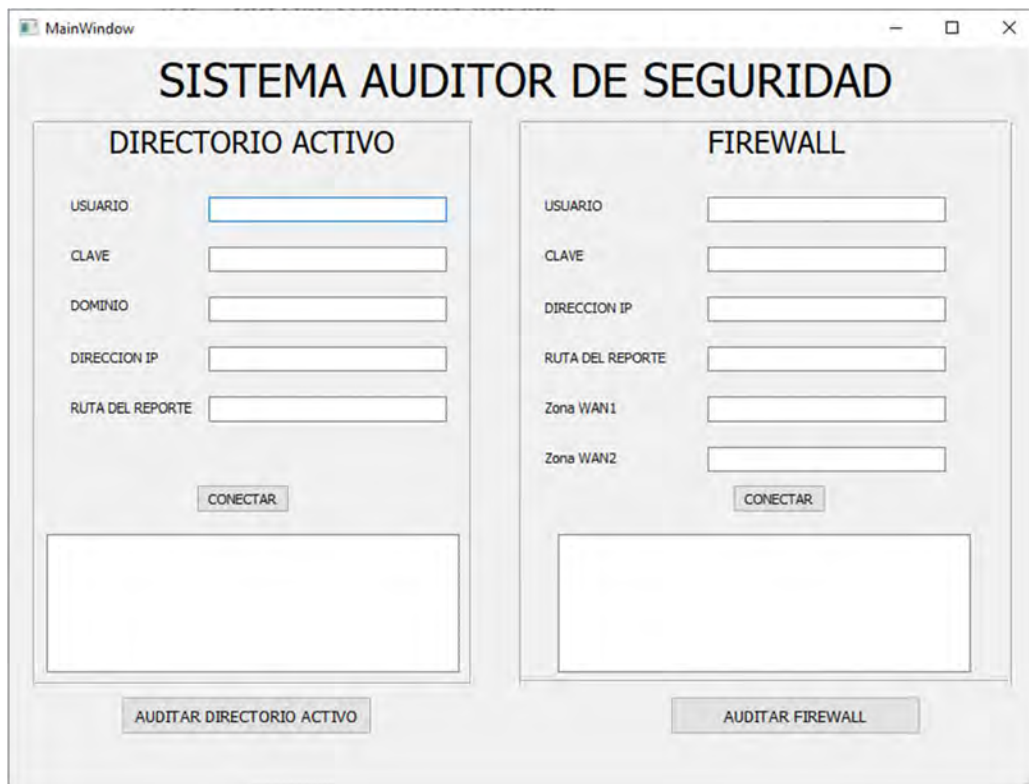 MainWindow
SISTEMA AUDITOR DE SEGURIDAD
DIRECTORIO ACTIVO
USUARIO
CLAVE
DOMINIO
DIRECCION IP
RUTA DEL REPORTE
CONECTAR
AUDITAR DIRECTORIO ACTIVO
FIREWALL
USUARIO
CLAVE
DIRECCION IP
RUTA DEL REPORTE
Zona WAN1
Zona WAN2
CONECTAR
AUDITAR FIREWALL